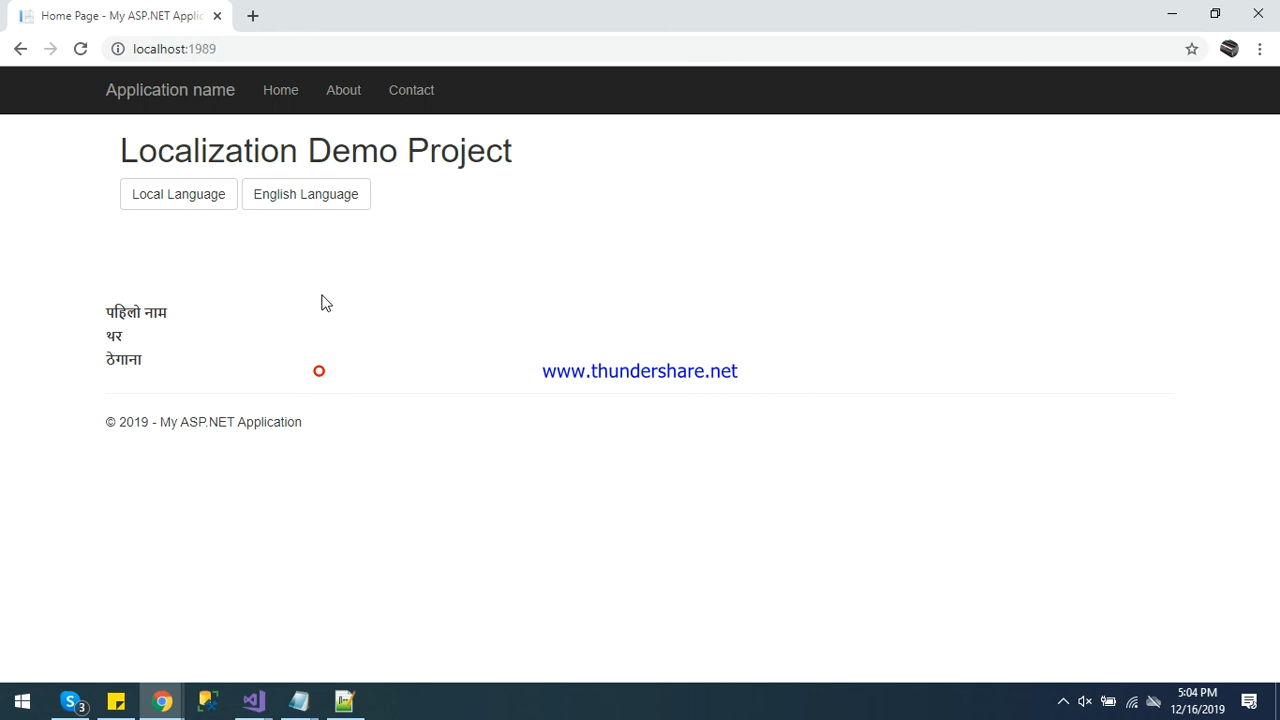 Home Page - My ASP.NET Applic
localhost:1989
Application name Home About Contact
Localization Demo Project
Local Language English Language
पहिलो नाम
थर
ठेगाना
www.thundershare.net
© 2019 - My ASP.NET Application
3
5:04 PM
12/16/2019